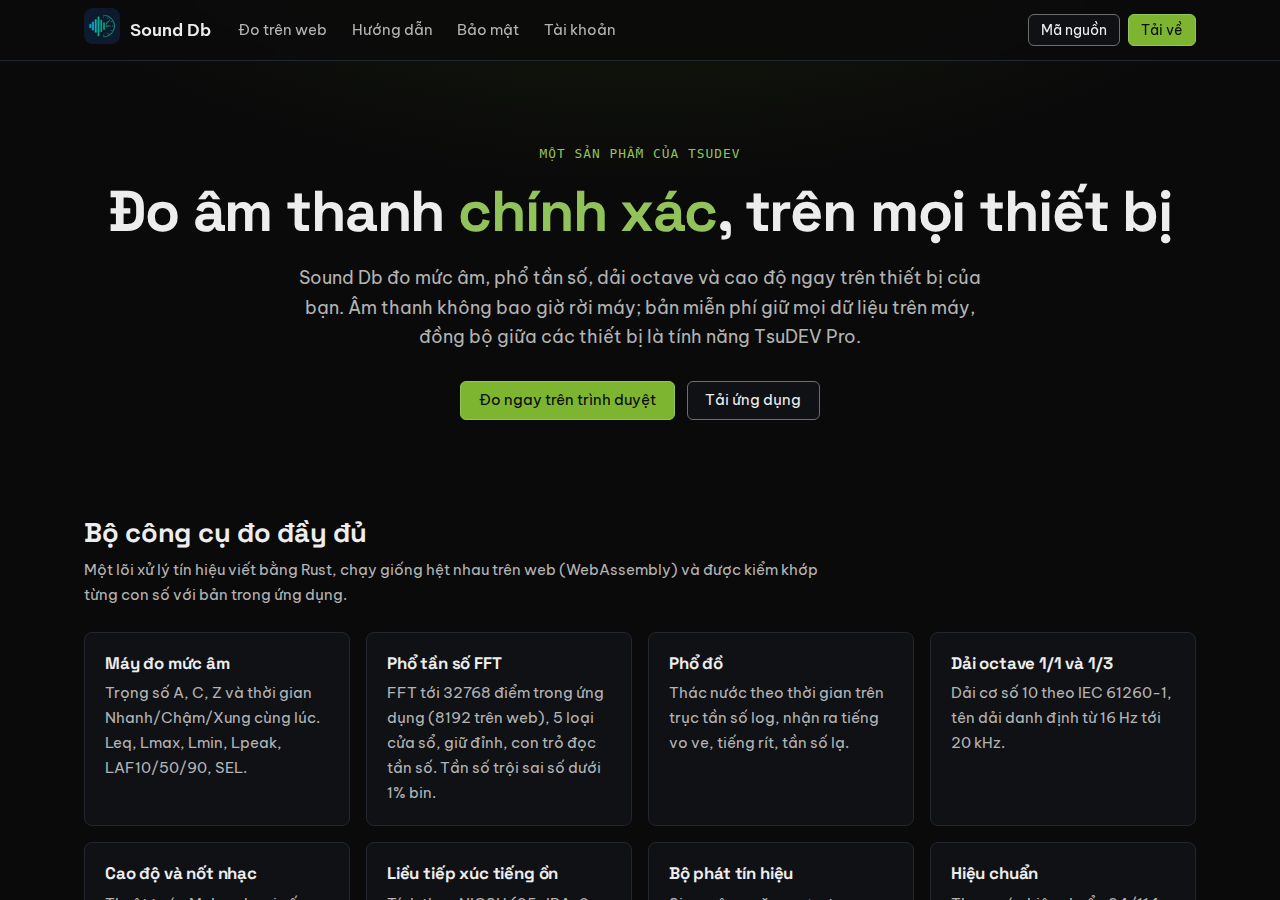 Sound Db Đo trên web Hướng dẫn Bảo mật Tài khoản Mã nguồn Tải về
MỘT SẢN PHẨM CỦA TSUDEV
Đo âm thanh chính xác, trên mọi thiết bị
Sound Db đo mức âm, phổ tần số, dải octave và cao độ ngay trên thiết bị của
bạn. Âm thanh không bao giờ rời máy; bản miễn phí giữ mọi dữ liệu trên máy,
đồng bộ giữa các thiết bị là tính năng TsuDEV Pro.
Đo ngay trên trình duyệt Tải ứng dụng
Bộ công cụ đo đầy đủ
Một lõi xử lý tín hiệu viết bằng Rust, chạy giống hệt nhau trên web (WebAssembly) và được kiểm khớp
từng con số với bản trong ứng dụng.
Máy đo mức âm
Trọng số A, C, Z và thời gian
Nhanh/Chậm/Xung cùng lúc.
Leq, Lmax, Lmin, Lpeak,
LAF10/50/90, SEL.
Phổ tần số FFT
FFT tới 32768 điểm trong ứng
dụng (8192 trên web), 5 loại
cửa sổ, giữ đỉnh, con trỏ đọc
tần số. Tần số trội sai số dưới
1% bin.
Phổ đồ
Thác nước theo thời gian trên
trục tần số log, nhận ra tiếng
vo ve, tiếng rít, tần số lạ.
Dải octave 1/1 và 1/3
Dải cơ số 10 theo IEC 61260-1,
tên dải danh định từ 16 Hz tới
20 kHz.
Cao độ và nốt nhạc
Liều tiếp xúc tiếng ồn
Bộ phát tín hiệu
Hiệu chuẩn